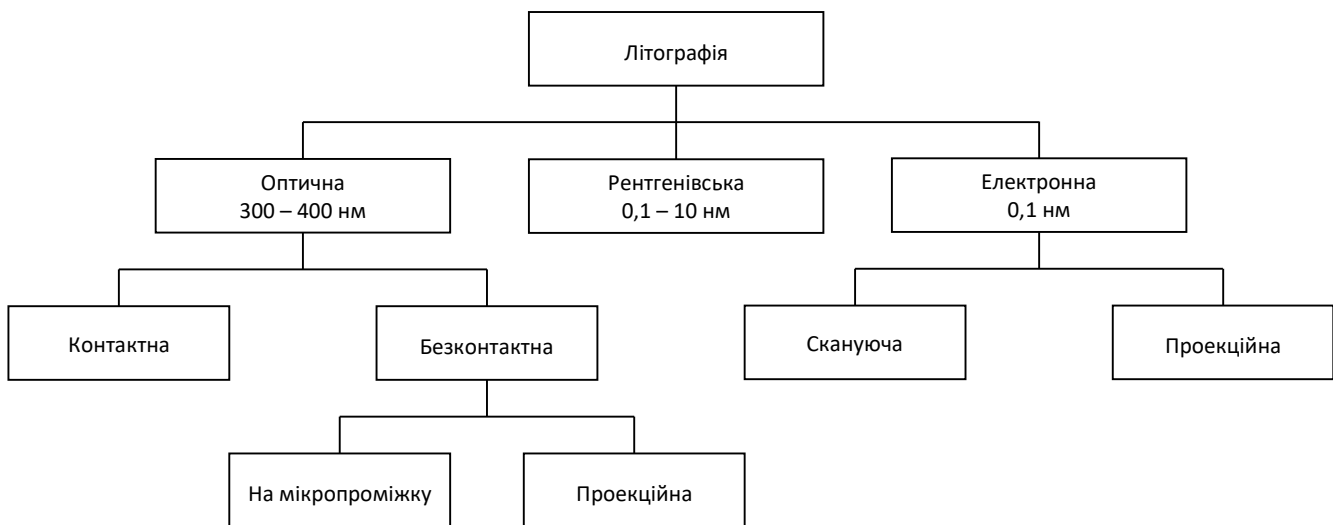 Літографія
Оптична
300 – 400 нм
Рентгенівська
0,1 – 10 нм
Електронна
0,1 нм
Контактна
Безконтактна
Скануюча
Проекційна
На мікропроміжку
Проекційна